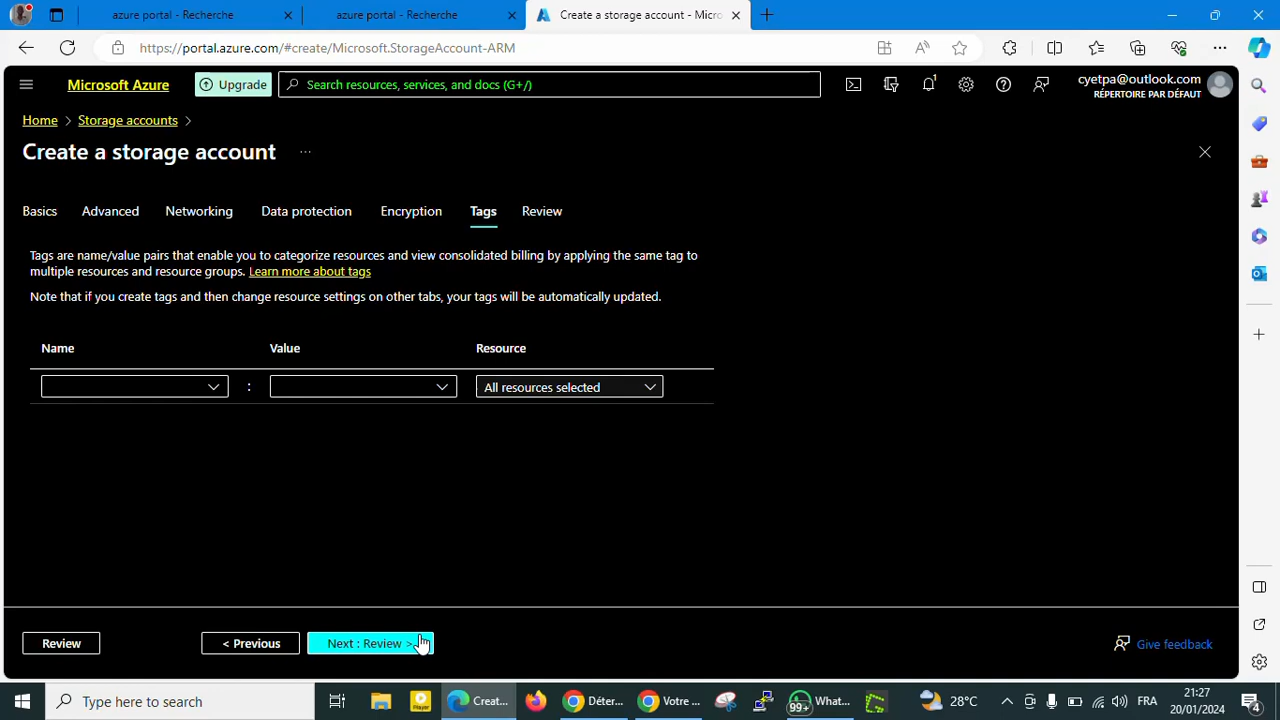 azure portal - Recherche
azure portal - Recherche
Create a storage account - Micro
https://portal.azure.com/#create/Microsoft.StorageAccount-ARM
Microsoft Azure
Upgrade
Search resources, services, and docs (G+/)
1
cyetpa@outlook.com
RÉPERTOIRE PAR DÉFAUT
Home > Storage accounts >
Create a storage account ...
Basics Advanced Networking Data protection Encryption Tags Review
Tags are name/value pairs that enable you to categorize resources and view consolidated billing by applying the same tag to
multiple resources and resource groups. Learn more about tags
Note that if you create tags and then change resource settings on other tabs, your tags will be automatically updated.
Name Value Resource
: All resources selected
Review < Previous Next : Review >
Give feedback
Type here to search
Player
Creat...
Déter...
Votre ...
99+
What...
28°C
FRA
21:27
20/01/2024
4